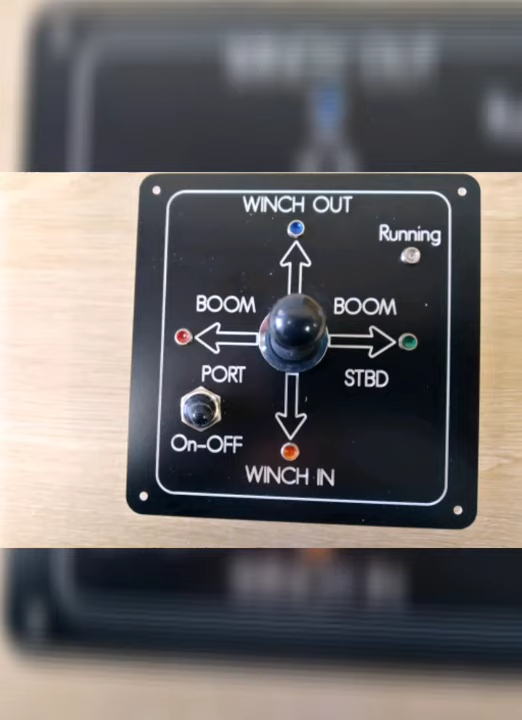 WINCH OUT
Running
BOOM
BOOM
PORT
STBD
On-OFF
WINCH IN